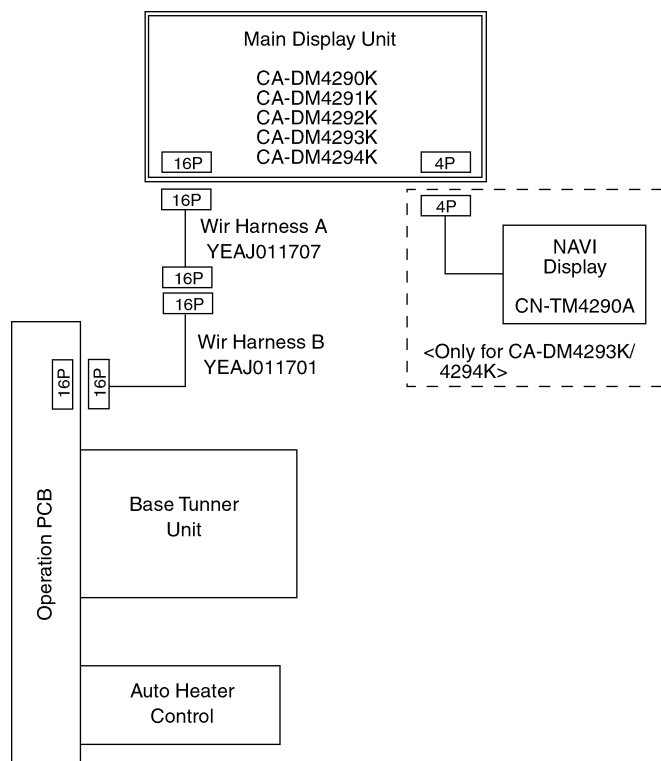 Main Display Unit
CA-DM4290K
CA-DM4291K
CA-DM4292K
CA-DM4293K
CA-DM4294K
16P
4P
16P
4P
Wir Harness A
YEAJ011707
NAVI
Display
CN-TM4290A
16P
16P
Wir Harness B
YEAJ011701
<Only for CA-DM4293K/
4294K>
16P
16P
Operation PCB
Base Tunner
Unit
Auto Heater
Control